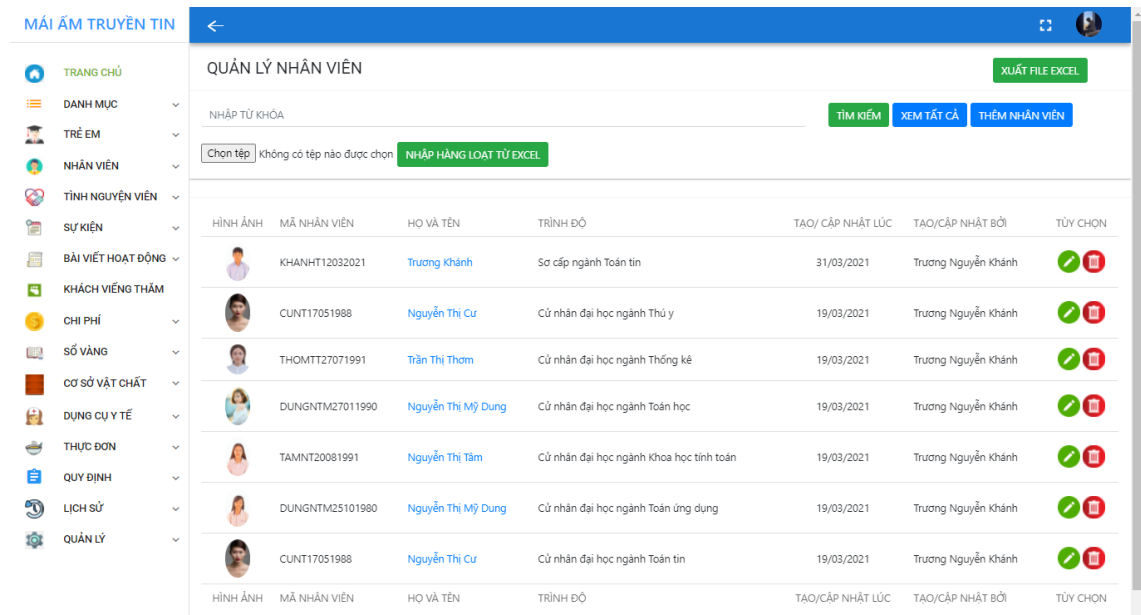 MÁI ẤM TRUYỀN TIN
TRANG CHỦ
DANH MỤC
TRẺ EM
NHÂN VIÊN
TÌNH NGUYỆN VIÊN
SỰ KIỆN
BÀI VIẾT HOẠT ĐỘNG
KHÁCH VIẾNG THĂM
CHI PHÍ
SỔ VÀNG
CƠ SỞ VẬT CHẤT
DỤNG CỤ Y TẾ
THỰC ĐƠN
QUY ĐỊNH
LỊCH SỬ
QUẢN LÝ
QUẢN LÝ NHÂN VIÊN XUẤT FILE EXCEL
NHẬP TỪ KHÓA TÌM KIẾM XEM TẤT CẢ THÊM NHÂN VIÊN
Chọn tệp Không có tệp nào được chọn NHẬP HÀNG LOẠT TỪ EXCEL
HÌNH ẢNH MÃ NHÂN VIÊN HỌ VÀ TÊN TRÌNH ĐỘ TẠO/ CẬP NHẬT LÚC TẠO/CẬP NHẬT BỞI TÙY CHỌN
KHANHT12032021 Trương Khánh Sơ cấp ngành Toán tin 31/03/2021 Trương Nguyễn Khánh
CUNT17051988 Nguyễn Thị Cư Cử nhân đại học ngành Thú y 19/03/2021 Trương Nguyễn Khánh
THOMTT27071991 Trần Thị Thơm Cử nhân đại học ngành Thống kê 19/03/2021 Trương Nguyễn Khánh
DUNGNTM27011990 Nguyễn Thị Mỹ Dung Cử nhân đại học ngành Toán học 19/03/2021 Trương Nguyễn Khánh
TAMNT20081991 Nguyễn Thị Tâm Cử nhân đại học ngành Khoa học tính toán 19/03/2021 Trương Nguyễn Khánh
DUNGNTM25101980 Nguyễn Thị Mỹ Dung Cử nhân đại học ngành Toán ứng dụng 19/03/2021 Trương Nguyễn Khánh
CUNT17051988 Nguyễn Thị Cư Cử nhân đại học ngành Toán tin 19/03/2021 Trương Nguyễn Khánh
HÌNH ẢNH MÃ NHÂN VIÊN HỌ VÀ TÊN TRÌNH ĐỘ TẠO/CẬP NHẬT LÚC TẠO/CẬP NHẬT BỞI TÙY CHỌN